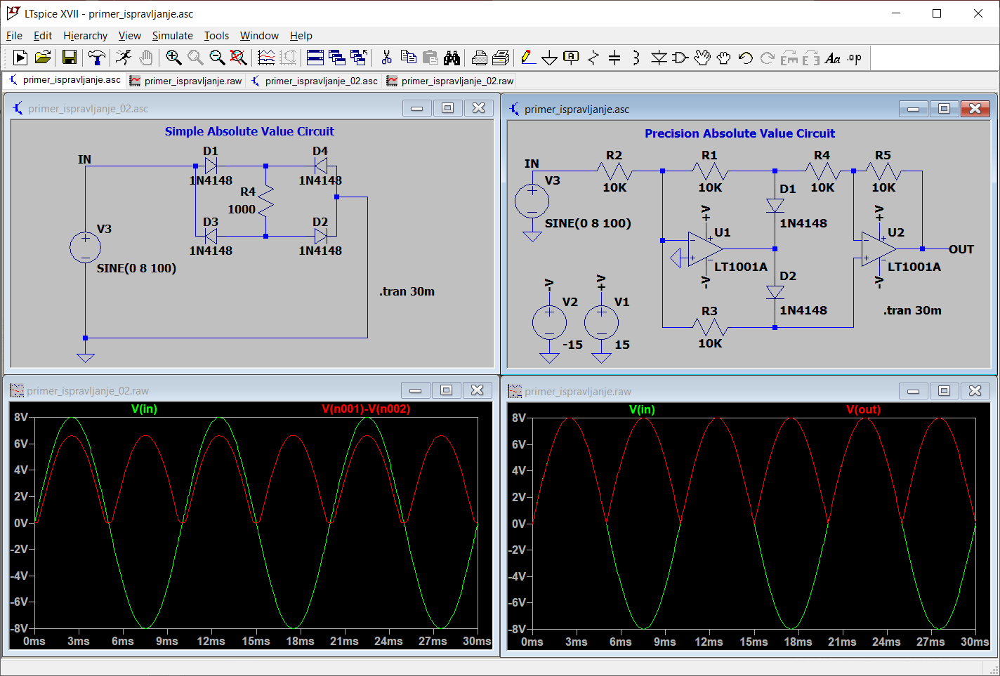 LTspice XVII - primer_ispravljanje.asc
File Edit Hierarchy View Simulate Tools Window Help
A Aa .op
primer_ispravljanje.asc primer_ispravljanje.raw primer_ispravljanje_02.asc primer_ispravljanje_02.raw
primer_ispravljanje_02.asc
Simple Absolute Value Circuit
D1 D4
IN
1N4148 1N4148
R4
1000
D3 D2
V3
1N4148 1N4148
SINE(0 8 100)
.tran 30m
primer_ispravljanje.asc
Precision Absolute Value Circuit
R2 R1 R4 R5
IN
V3
10K 10K 10K 10K
D1
+V +V
SINE(0 8 100) 1N4148
U1 U2
OUT
LT1001A LT1001A
-V -V
D2
-V +V
V2 V1
R3 1N4148 .tran 30m
-15 15 10K
primer_ispravljanje_02.raw
V(in) V(n001)-V(n002)
8V
6V
4V
2V
0V
-2V
-4V
-6V
-8V
0ms 3ms 6ms 9ms 12ms 15ms 18ms 21ms 24ms 27ms 30ms
primer_ispravljanje.raw
V(in) V(out)
8V
6V
4V
2V
0V
-2V
-4V
-6V
-8V
0ms 3ms 6ms 9ms 12ms 15ms 18ms 21ms 24ms 27ms 30ms